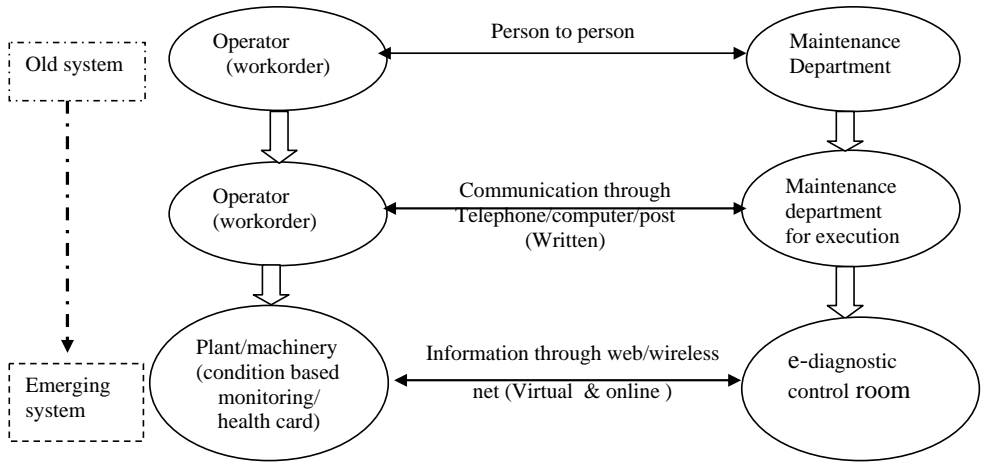 Old system
Operator
(workorder)
Person to person
Maintenance
Department
Operator
(workorder)
Communication through
Telephone/computer/post
(Written)
Maintenance
department
for execution
Emerging
system
Plant/machinery
(condition based
monitoring/
health card)
Information through web/wireless
net (Virtual & online )
e-diagnostic
control room